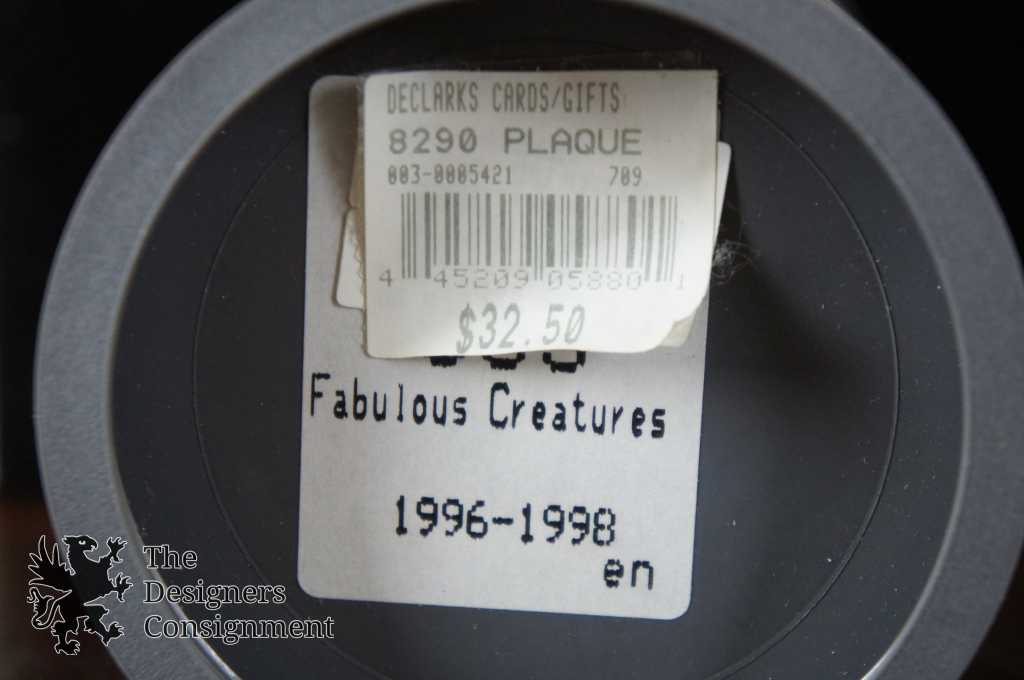 DECLARKS CARDS/GIFTS
8290 PLAQUE
003-0005421 709
4 45209 05880 1
$32.50
Fabulous Creatures
1996-1998
en
The
Designers
Consignment